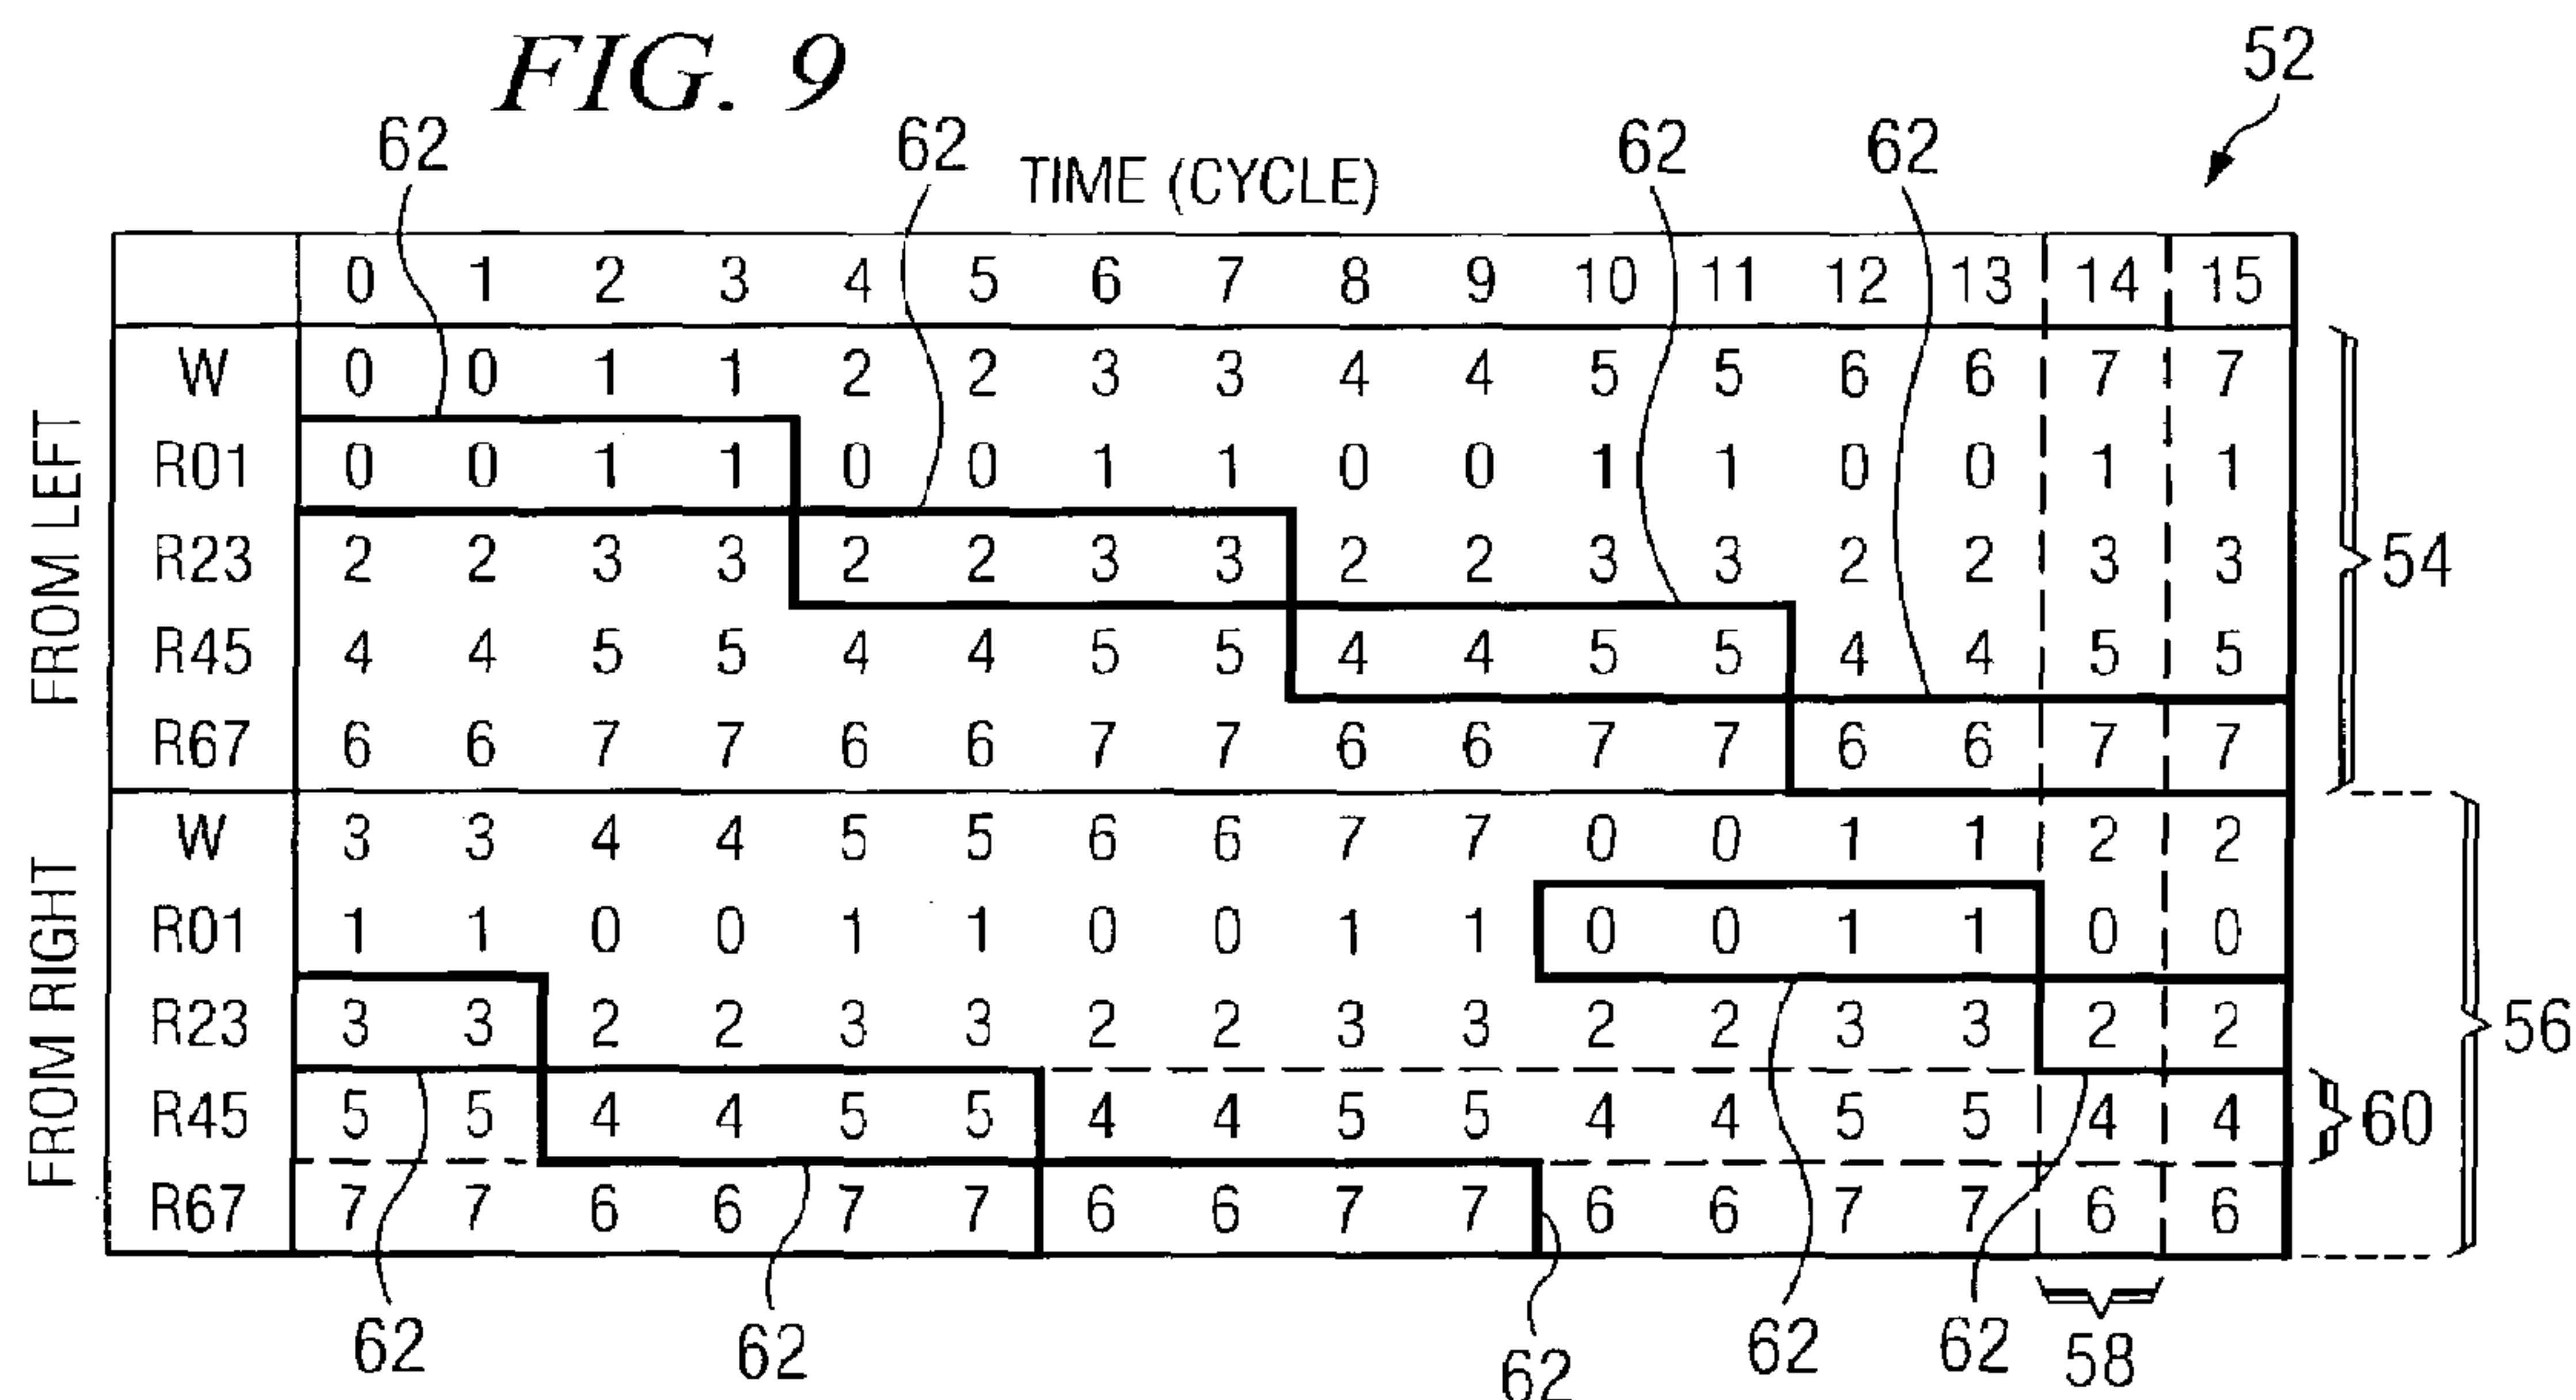 FIG. 9
52
62 62 62 62
TIME (CYCLE)
0 1 2 3 4 5 6 7 8 9 10 11 12 13 14 15
FROM LEFT
W 0 0 1 1 2 2 3 3 4 4 5 5 6 6 7 7
R01 0 0 1 1 0 0 1 1 0 0 1 1 0 0 1 1
R23 2 2 3 3 2 2 3 3 2 2 3 3 2 2 3 3
54
R45 4 4 5 5 4 4 5 5 4 4 5 5 4 4 5 5
R67 6 6 7 7 6 6 7 7 6 6 7 7 6 6 7 7
FROM RIGHT
W 3 3 4 4 5 5 6 6 7 7 0 0 1 1 2 2
R01 1 1 0 0 1 1 0 0 1 1 0 0 1 1 0 0
R23 3 3 2 2 3 3 2 2 3 3 2 2 3 3 2 2
56
R45 5 5 4 4 5 5 4 4 5 5 4 4 5 5 4 4
60
R67 7 7 6 6 7 7 6 6 7 7 6 6 7 7 6 6
62 62 62 62 62 58